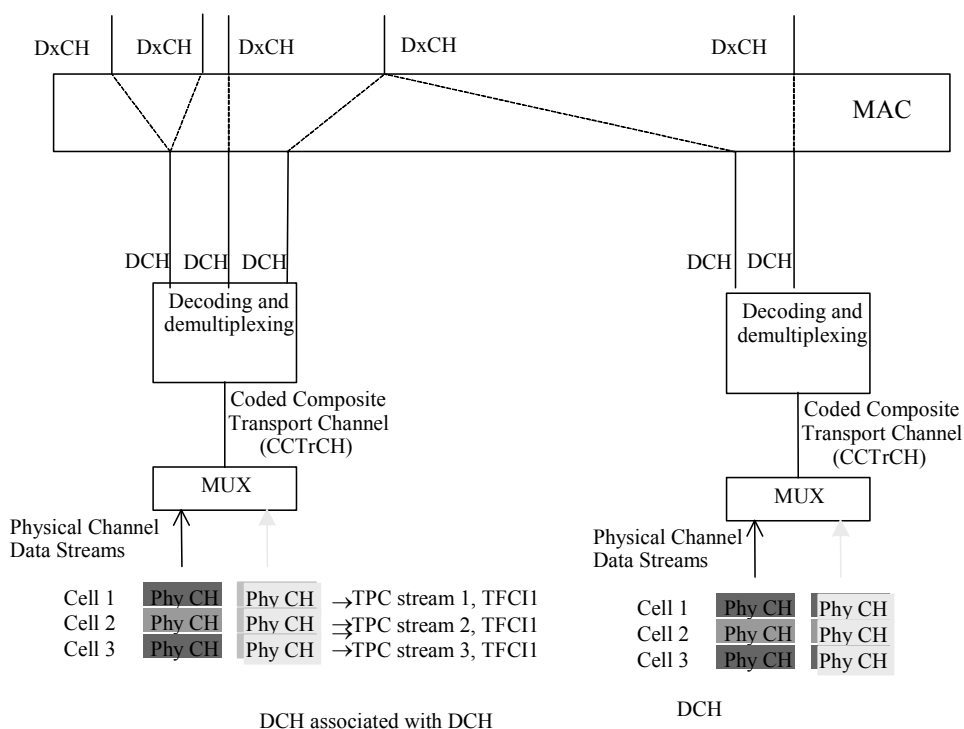 DxCH DxCH DxCH DxCH DxCH
MAC
DCH DCH DCH DCH DCH
Decoding and
demultiplexing
Decoding and
demultiplexing
Coded Composite
Transport Channel
(CCTrCH)
Coded Composite
Transport Channel
(CCTrCH)
MUX
MUX
Physical Channel
Data Streams
Physical Channel
Data Streams
Cell 1 Phy CH Phy CH →TPC stream 1, TFCI1
Cell 2 Phy CH Phy CH →TPC stream 2, TFCI1
Cell 3 Phy CH Phy CH →TPC stream 3, TFCI1
Cell 1 Phy CH Phy CH
Cell 2 Phy CH Phy CH
Cell 3 Phy CH Phy CH
DCH associated with DCH
DCH